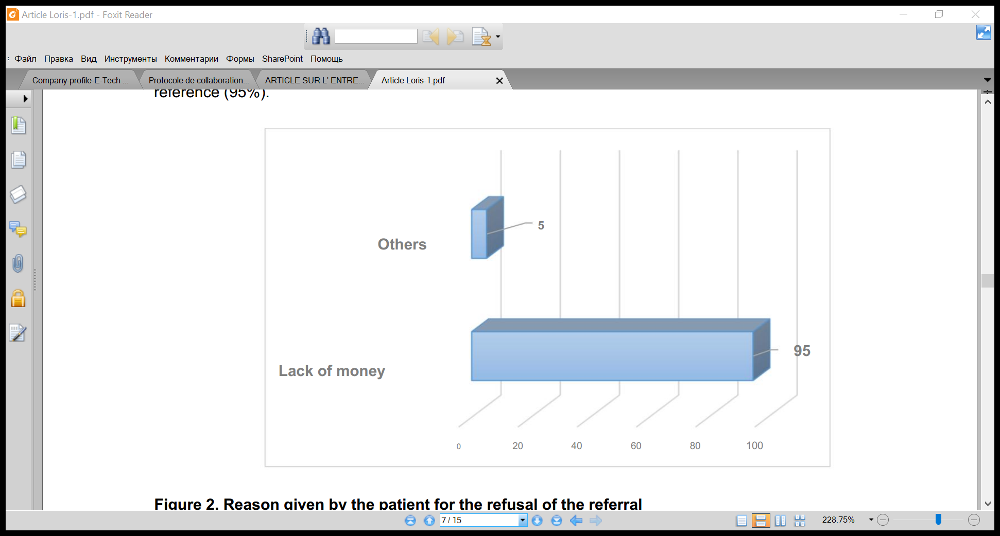 Article Loris-1.pdf - Foxit Reader
Файл Правка Вид Инструменты Комментарии Формы SharePoint Помощь
Company-profile-E-Tech ... Protocole de collaboration... ARTICLE SUR L' ENTRE... Article Loris-1.pdf
reference (95%).
5
Others
95
Lack of money
0 20 40 60 80 100
Figure 2. Reason given by the patient for the refusal of the referral
7 / 15 228.75%